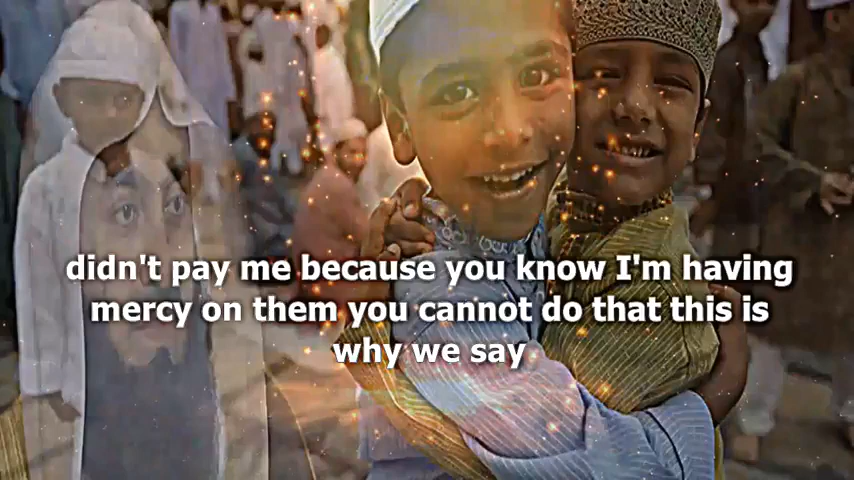 didn't pay me because you know I'm having
mercy on them you cannot do that this is
why we say